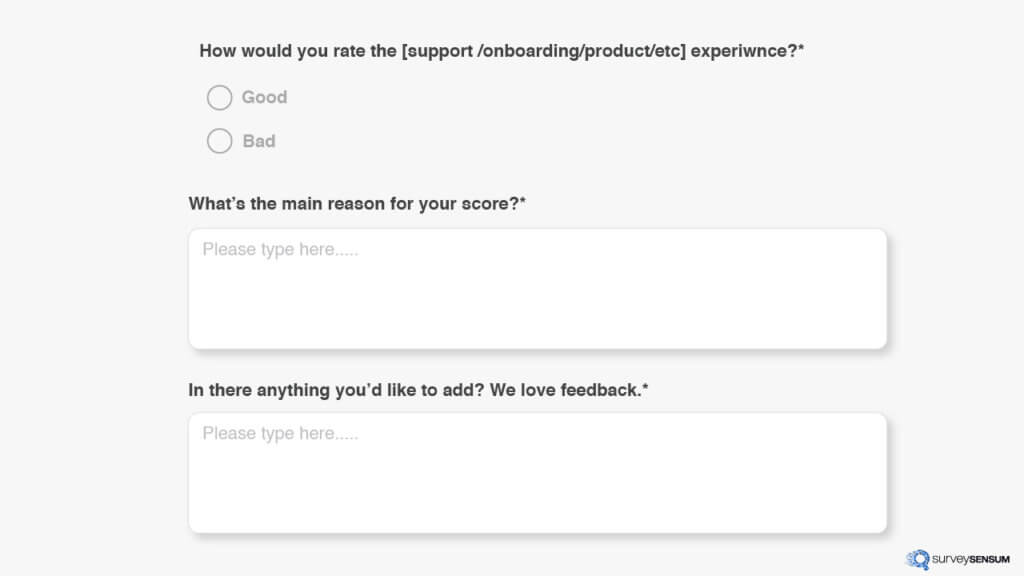 How would you rate the [support /onboarding/product/etc] experiwnce?*
Good
Bad
What's the main reason for your score?*
Please type here.....
In there anything you'd like to add? We love feedback.*
Please type here.....
surveySENSUM